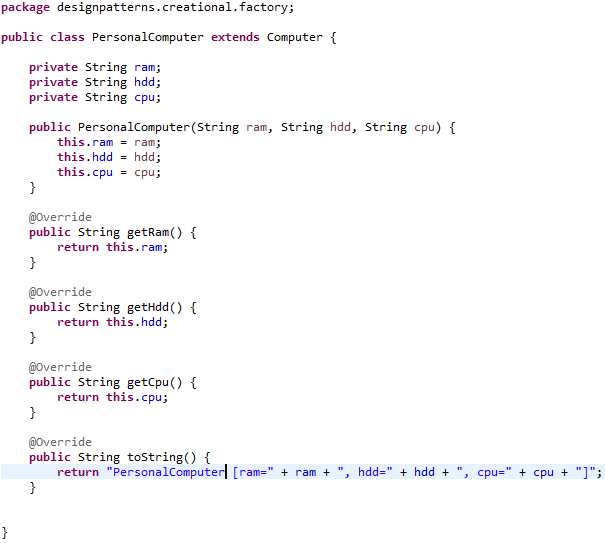 package designpatterns.creational.factory;
public class PersonalComputer extends Computer {
private String ram;
private String hdd;
private String cpu;
public PersonalComputer(String ram, String hdd, String cpu) {
this.ram = ram;
this.hdd = hdd;
this.cpu = cpu;
}
@Override
public String getRam() {
return this.ram;
}
@Override
public String getHdd() {
return this.hdd;
}
@Override
public String getCpu() {
return this.cpu;
}
@Override
public String toString() {
return "PersonalComputer [ram=" + ram + ", hdd=" + hdd + ", cpu=" + cpu + "]";
}
}